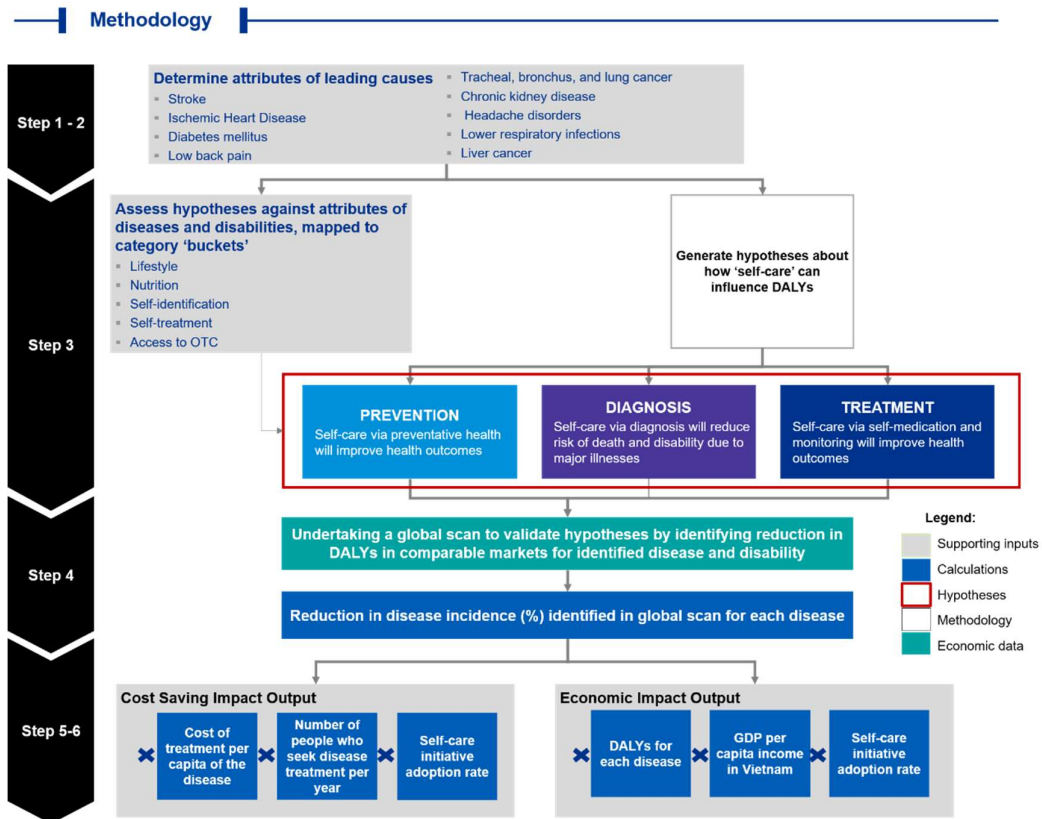 Methodology
Step 1 - 2
Determine attributes of leading causes
Stroke
Ischemic Heart Disease
Diabetes mellitus
Low back pain
Tracheal, bronchus, and lung cancer
Chronic kidney disease
Headache disorders
Lower respiratory infections
Liver cancer
Step 3
Assess hypotheses against attributes of
diseases and disabilities, mapped to
category ‘buckets’
Lifestyle
Nutrition
Self-identification
Self-treatment
Access to OTC
Generate hypotheses about
how ‘self-care’ can
influence DALYs
PREVENTION
Self-care via preventative health
will improve health outcomes
DIAGNOSIS
Self-care via diagnosis will reduce
risk of death and disability due to
major illnesses
TREATMENT
Self-care via self-medication and
monitoring will improve health
outcomes
Step 4
Undertaking a global scan to validate hypotheses by identifying reduction in
DALYs in comparable markets for identified disease and disability
Reduction in disease incidence (%) identified in global scan for each disease
Legend:
Supporting inputs
Calculations
Hypotheses
Methodology
Economic data
Step 5-6
Cost Saving Impact Output
Cost of
treatment per
capita of the
disease
Number of
people who
seek disease
treatment per
year
Self-care
initiative
adoption rate
Economic Impact Output
DALYs for
each disease
GDP per
capita income
in Vietnam
Self-care
initiative
adoption rate